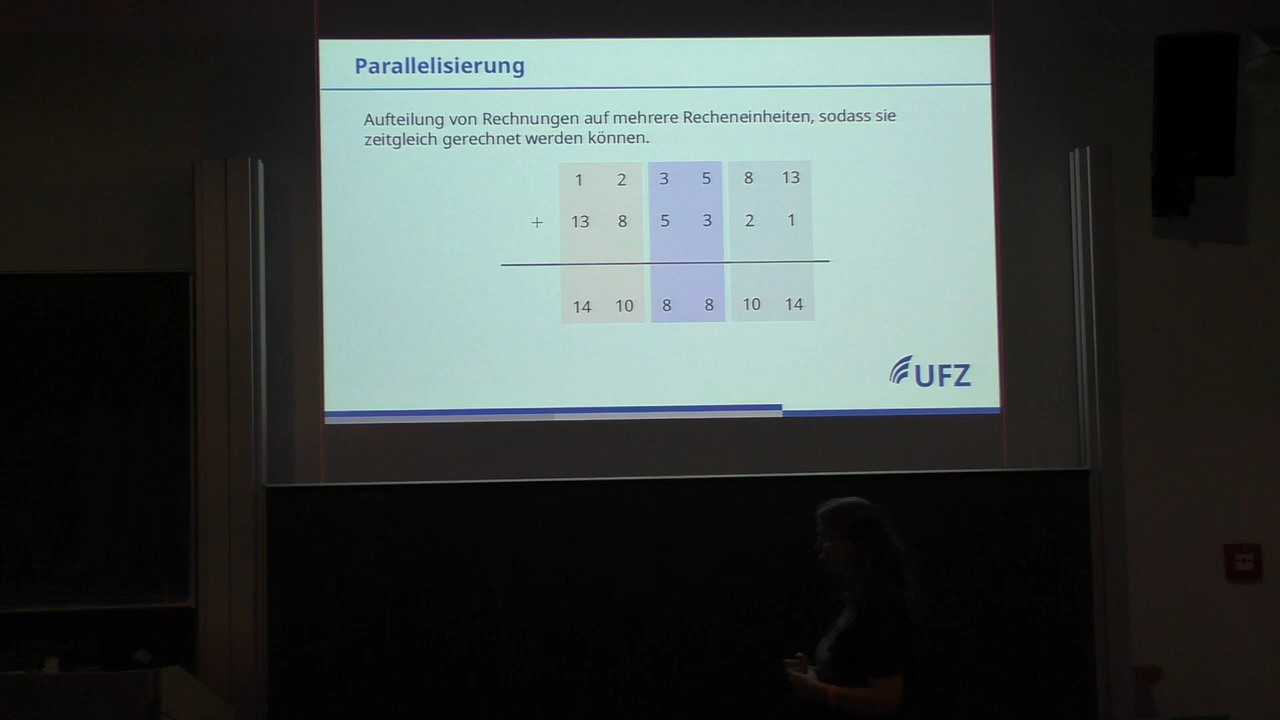 Parallelisierung
Aufteilung von Rechnungen auf mehrere Recheneinheiten, sodass sie
zeitgleich gerechnet werden können.
1 2 3 5 8 13
+ 13 8 5 3 2 1
14 10 8 8 10 14
UFZ